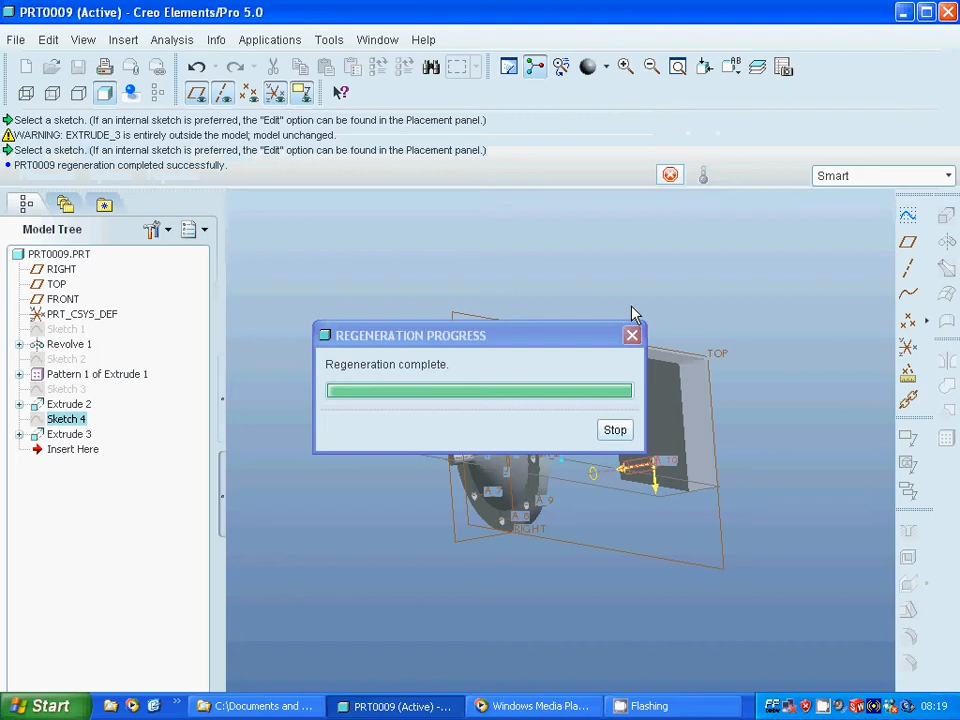 PRT0009 (Active) - Creo Elements/Pro 5.0
File Edit View Insert Analysis Info Applications Tools Window Help
Select a sketch. (If an internal sketch is preferred, the "Edit" option can be found in the Placement panel.)
WARNING: EXTRUDE_3 is entirely outside the model; model unchanged.
Select a sketch. (If an internal sketch is preferred, the "Edit" option can be found in the Placement panel.)
PRT0009 regeneration completed successfully.
Smart
Model Tree
PRT0009.PRT
RIGHT
TOP
FRONT
PRT_CSYS_DEF
Sketch 1
Revolve 1
Sketch 2
Pattern 1 of Extrude 1
Sketch 3
Extrude 2
Sketch 4
Extrude 3
Insert Here
REGENERATION PROGRESS
Regeneration complete.
Stop
TOP
A_7
A_9
A_8
RIGHT
Start
C:\Documents and ...
PRT0009 (Active) -...
Windows Media Pla...
Flashing
08:19